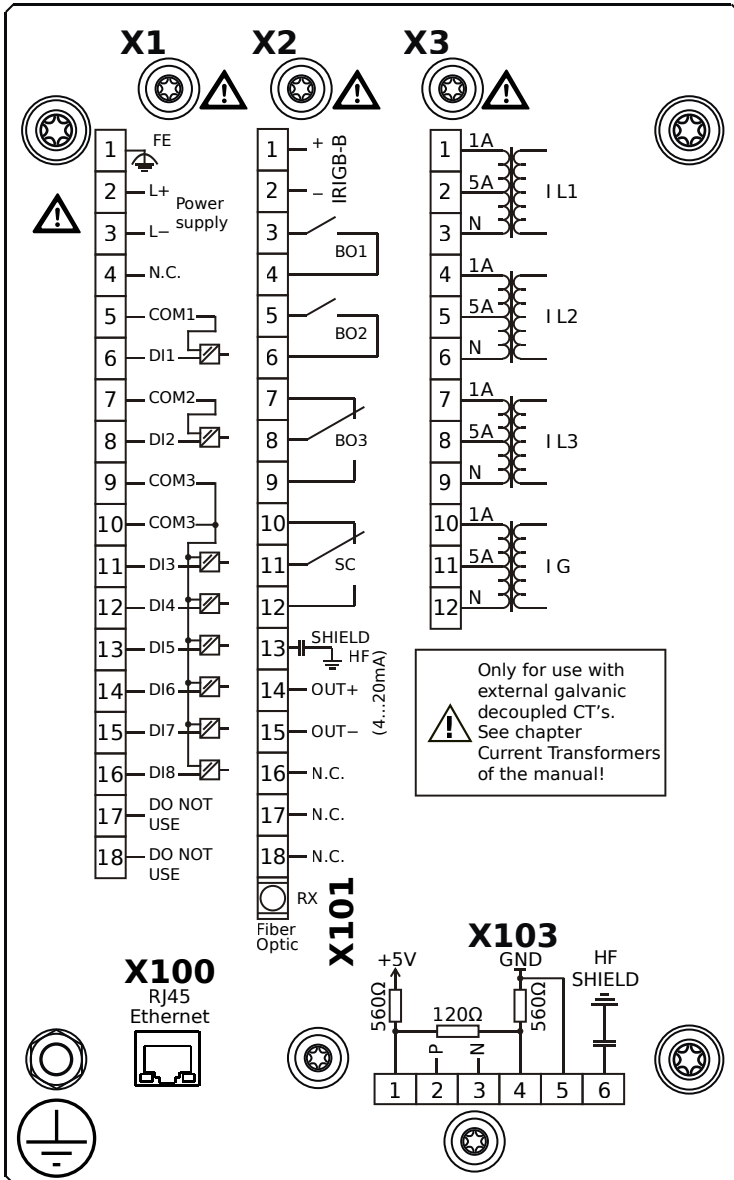 X1
X2
X3
1 FE
2 L+
Power
supply
3 L−
4 N.C.
5 COM1
6 DI1
7 COM2
8 DI2
9 COM3
10 COM3
11 DI3
12 DI4
13 DI5
14 DI6
15 DI7
16 DI8
17 DO NOT
USE
18 DO NOT
USE
1 +
IRIGB-B
2 −
3
BO1
4
5
BO2
6
7
8 BO3
9
10
11 SC
12
13 SHIELD
HF
14 OUT+
(4...20mA)
15 OUT−
16 N.C.
17 N.C.
18 N.C.
RX
Fiber
Optic
X101
1 1A
2 5A I L1
3 N
4 1A
5 5A I L2
6 N
7 1A
8 5A I L3
9 N
10 1A
11 5A I G
12 N
Only for use with
external galvanic
decoupled CT's.
See chapter
Current Transformers
of the manual!
X100
RJ45
Ethernet
X103
+5V
GND
HF
SHIELD
560Ω
120Ω
560Ω
P
N
1 2 3 4 5 6